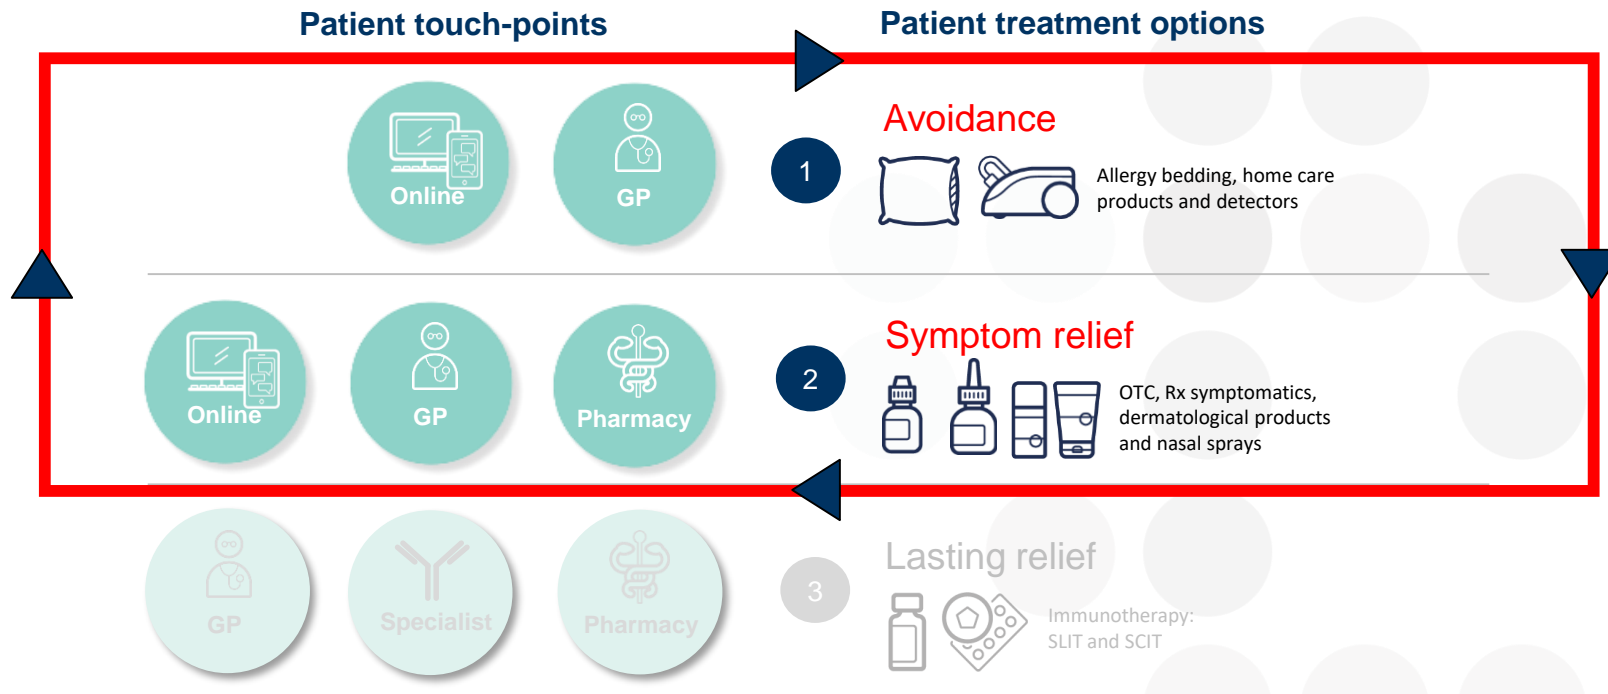 Patient touch-points
Patient treatment options
Online
GP
1
Avoidance
Allergy bedding, home care
products and detectors
Online
GP
Pharmacy
2
Symptom relief
OTC, Rx symptomatics,
dermatological products
and nasal sprays
GP
Specialist
Pharmacy
3
Lasting relief
Immunotherapy:
SLIT and SCIT